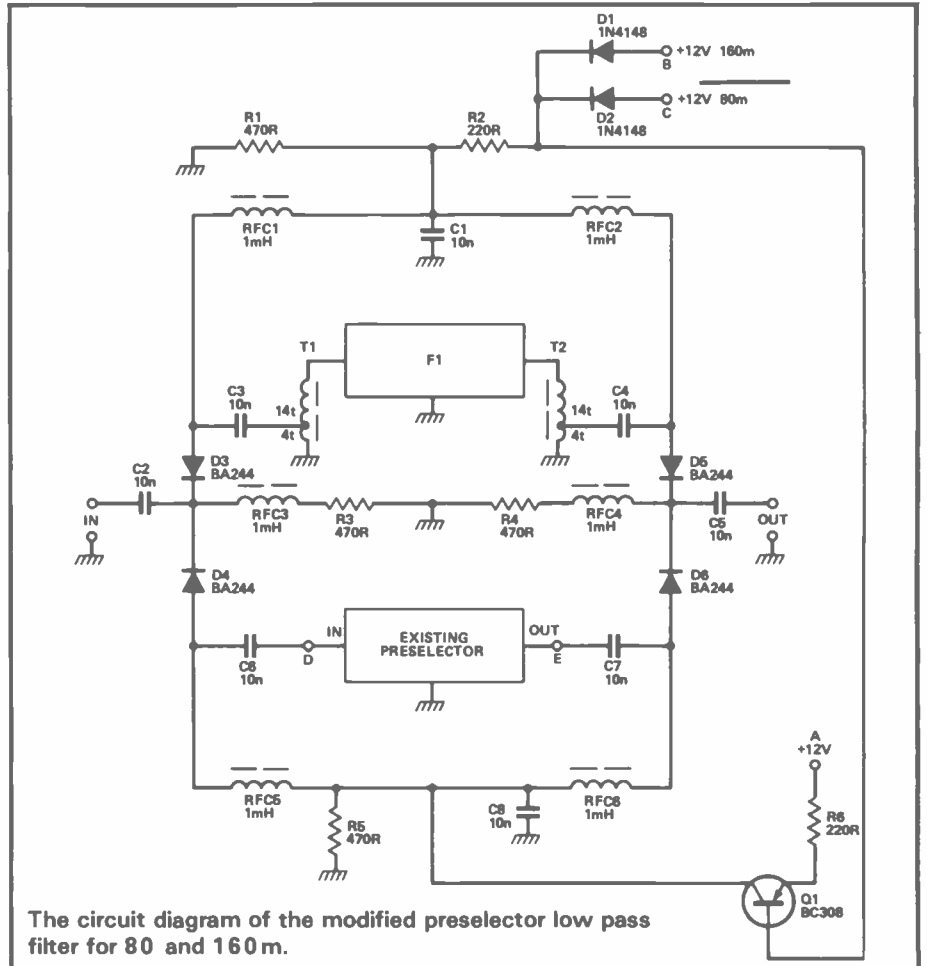 D1
1N4148
B
+12V 160m
C
+12V 80m
D2
1N4148
R1
470R
R2
220R
RFC1
1mH
C1
10n
RFC2
1mH
T1
F1
T2
C3
10n
14t
4t
C4
10n
14t
4t
D3
BA244
D5
BA244
C2
10n
IN
RFC3
1mH
R3
470R
R4
470R
RFC4
1mH
C5
10n
OUT
D4
BA244
D6
BA244
C6
10n
D
IN
EXISTING
PRESELECTOR
OUT
E
C7
10n
RFC5
1mH
R5
470R
C8
10n
RFC6
1mH
A
+12V
R6
220R
Q1
BC308
The circuit diagram of the modified preselector low pass
filter for 80 and 160m.